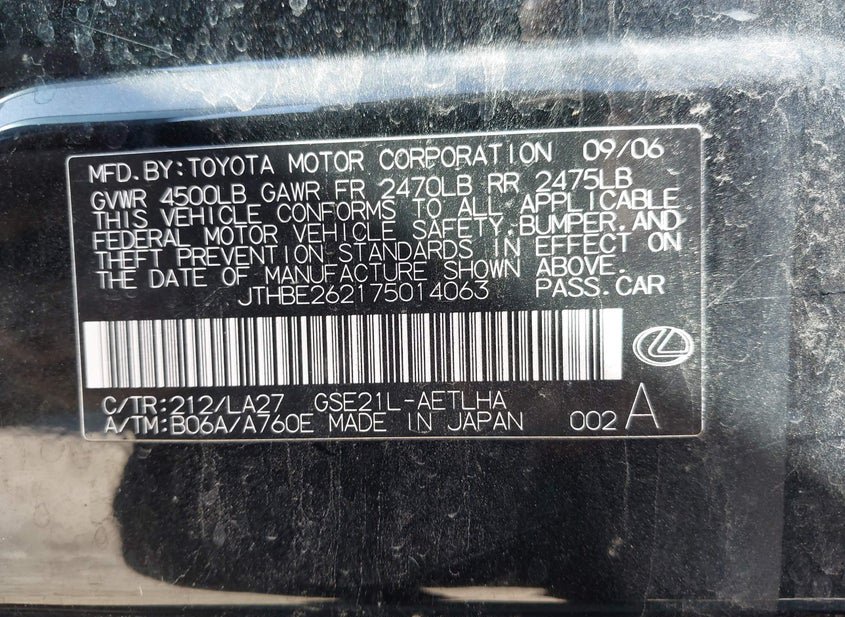 MFD. BY: TOYOTA MOTOR CORPORATION 09/06
GVWR 4500LB GAWR FR 2470LB RR 2475LB
THIS VEHICLE CONFORMS TO ALL APPLICABLE
FEDERAL MOTOR VEHICLE SAFETY, BUMPER, AND
THEFT PREVENTION STANDARDS IN EFFECT ON
THE DATE OF MANUFACTURE SHOWN ABOVE.
JTHBE262175014063 PASS. CAR
C/TR: 212/LA27 GSE21L-AETLHA
A/TM: B06A/A760E MADE IN JAPAN 002 A